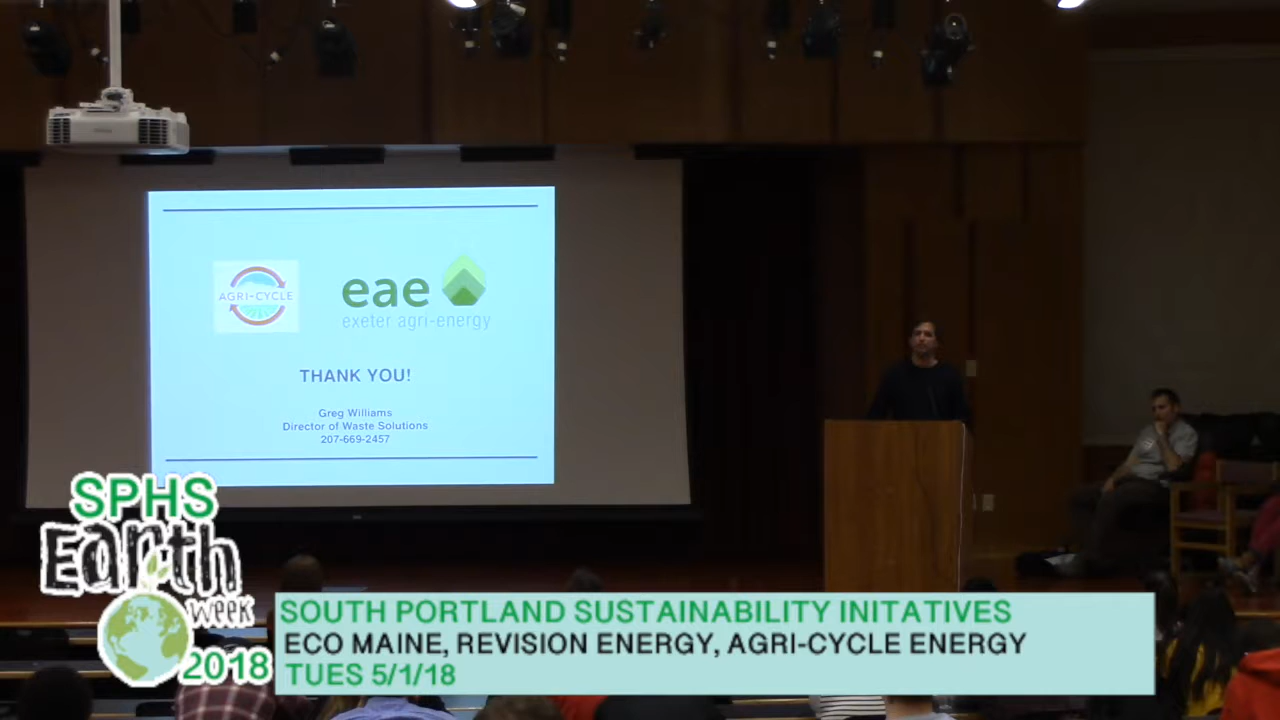 AGRI-CYCLE
eae
exeter agri-energy
THANK YOU!
Greg Williams
Director of Waste Solutions
207-669-2457
SPHS
Earth
Week
2018
SOUTH PORTLAND SUSTAINABILITY INITATIVES
ECO MAINE, REVISION ENERGY, AGRI-CYCLE ENERGY
TUES 5/1/18